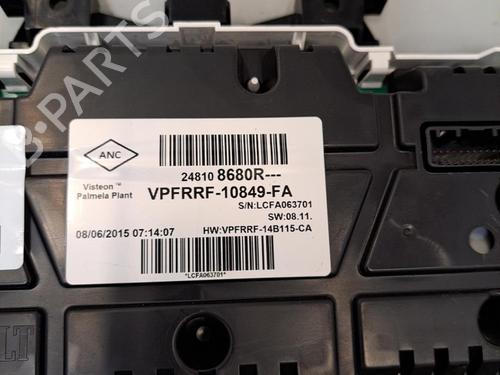 B-PARTS
ANC
24810 8680R---
Visteon™
Palmela Plant
VPFRRF-10849-FA
S/N:LCFA063701
SW:08.11.
08/06/2015 07:14:07
HW:VPFRRF-14B115-CA
*LCFA063701*
LT